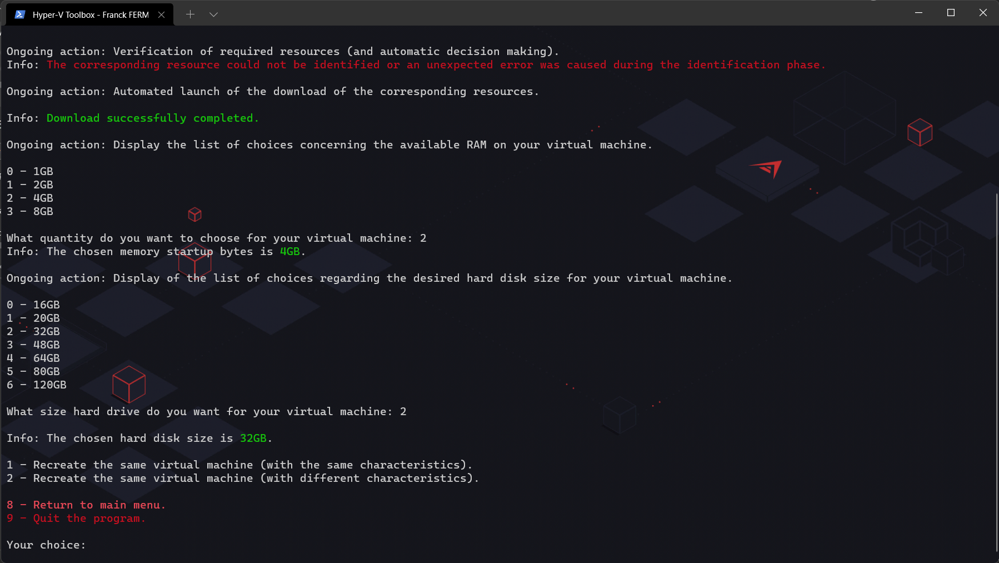 Hyper-V Toolbox - Franck FERM
Ongoing action: Verification of required resources (and automatic decision making).
Info: The corresponding resource could not be identified or an unexpected error was caused during the identification phase.
Ongoing action: Automated launch of the download of the corresponding resources.
Info: Download successfully completed.
Ongoing action: Display the list of choices concerning the available RAM on your virtual machine.
0 - 1GB
1 - 2GB
2 - 4GB
3 - 8GB
What quantity do you want to choose for your virtual machine: 2
Info: The chosen memory startup bytes is 4GB.
Ongoing action: Display of the list of choices regarding the desired hard disk size for your virtual machine.
0 - 16GB
1 - 20GB
2 - 32GB
3 - 48GB
4 - 64GB
5 - 80GB
6 - 120GB
What size hard drive do you want for your virtual machine: 2
Info: The chosen hard disk size is 32GB.
1 - Recreate the same virtual machine (with the same characteristics).
2 - Recreate the same virtual machine (with different characteristics).
8 - Return to main menu.
9 - Quit the program.
Your choice: